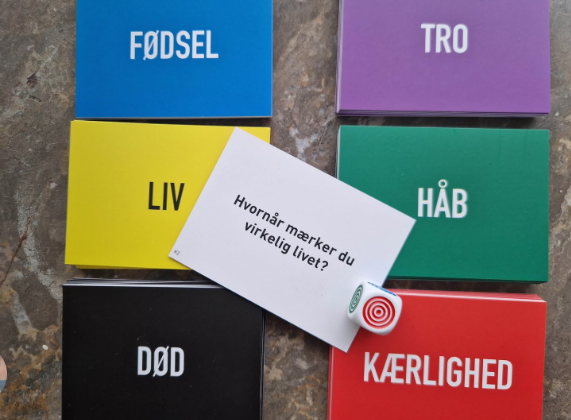 FØDSEL
TRO
LIV
HÅB
Hvornår mærker du
virkelig livet?
DØD
KÆRLIGHED